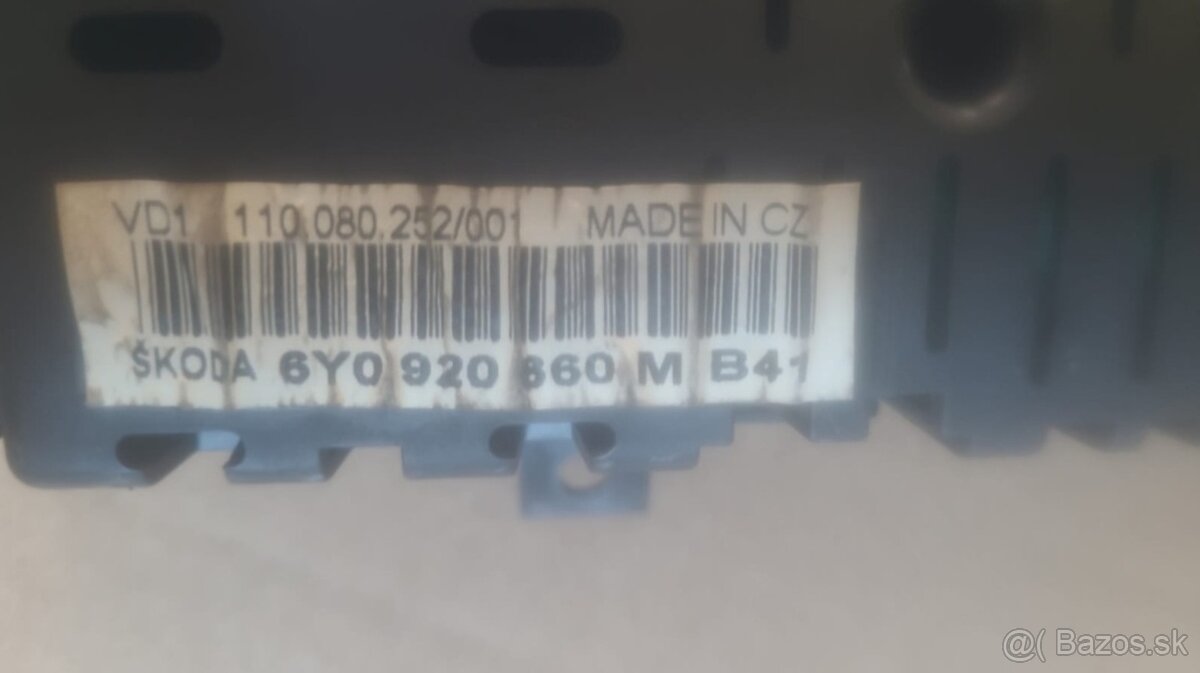 VD1 110.080.252/001 MADE IN CZ
ŠKODA 6Y0 920 860 M B41
@( Bazos.sk